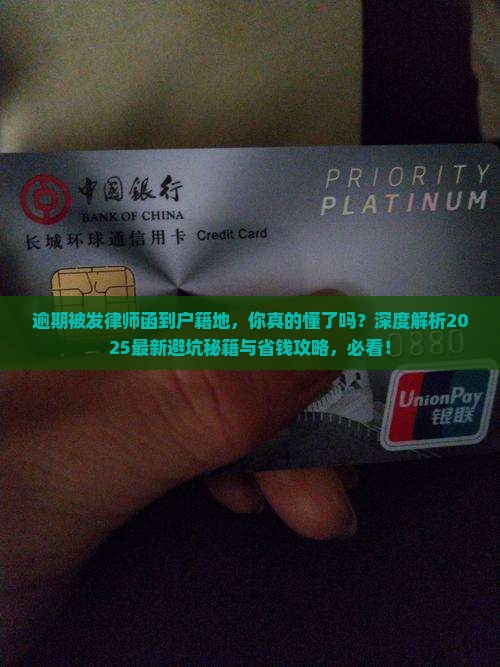 中國銀行
BANK OF CHINA
长城环球通信用卡 Credit Card
PRIORITY
PLATINUM
逾期被发律师函到户籍地，你真的懂了吗？深度解析20
25最新避坑秘籍与省钱攻略，必看！
0880
UnionPay
银联